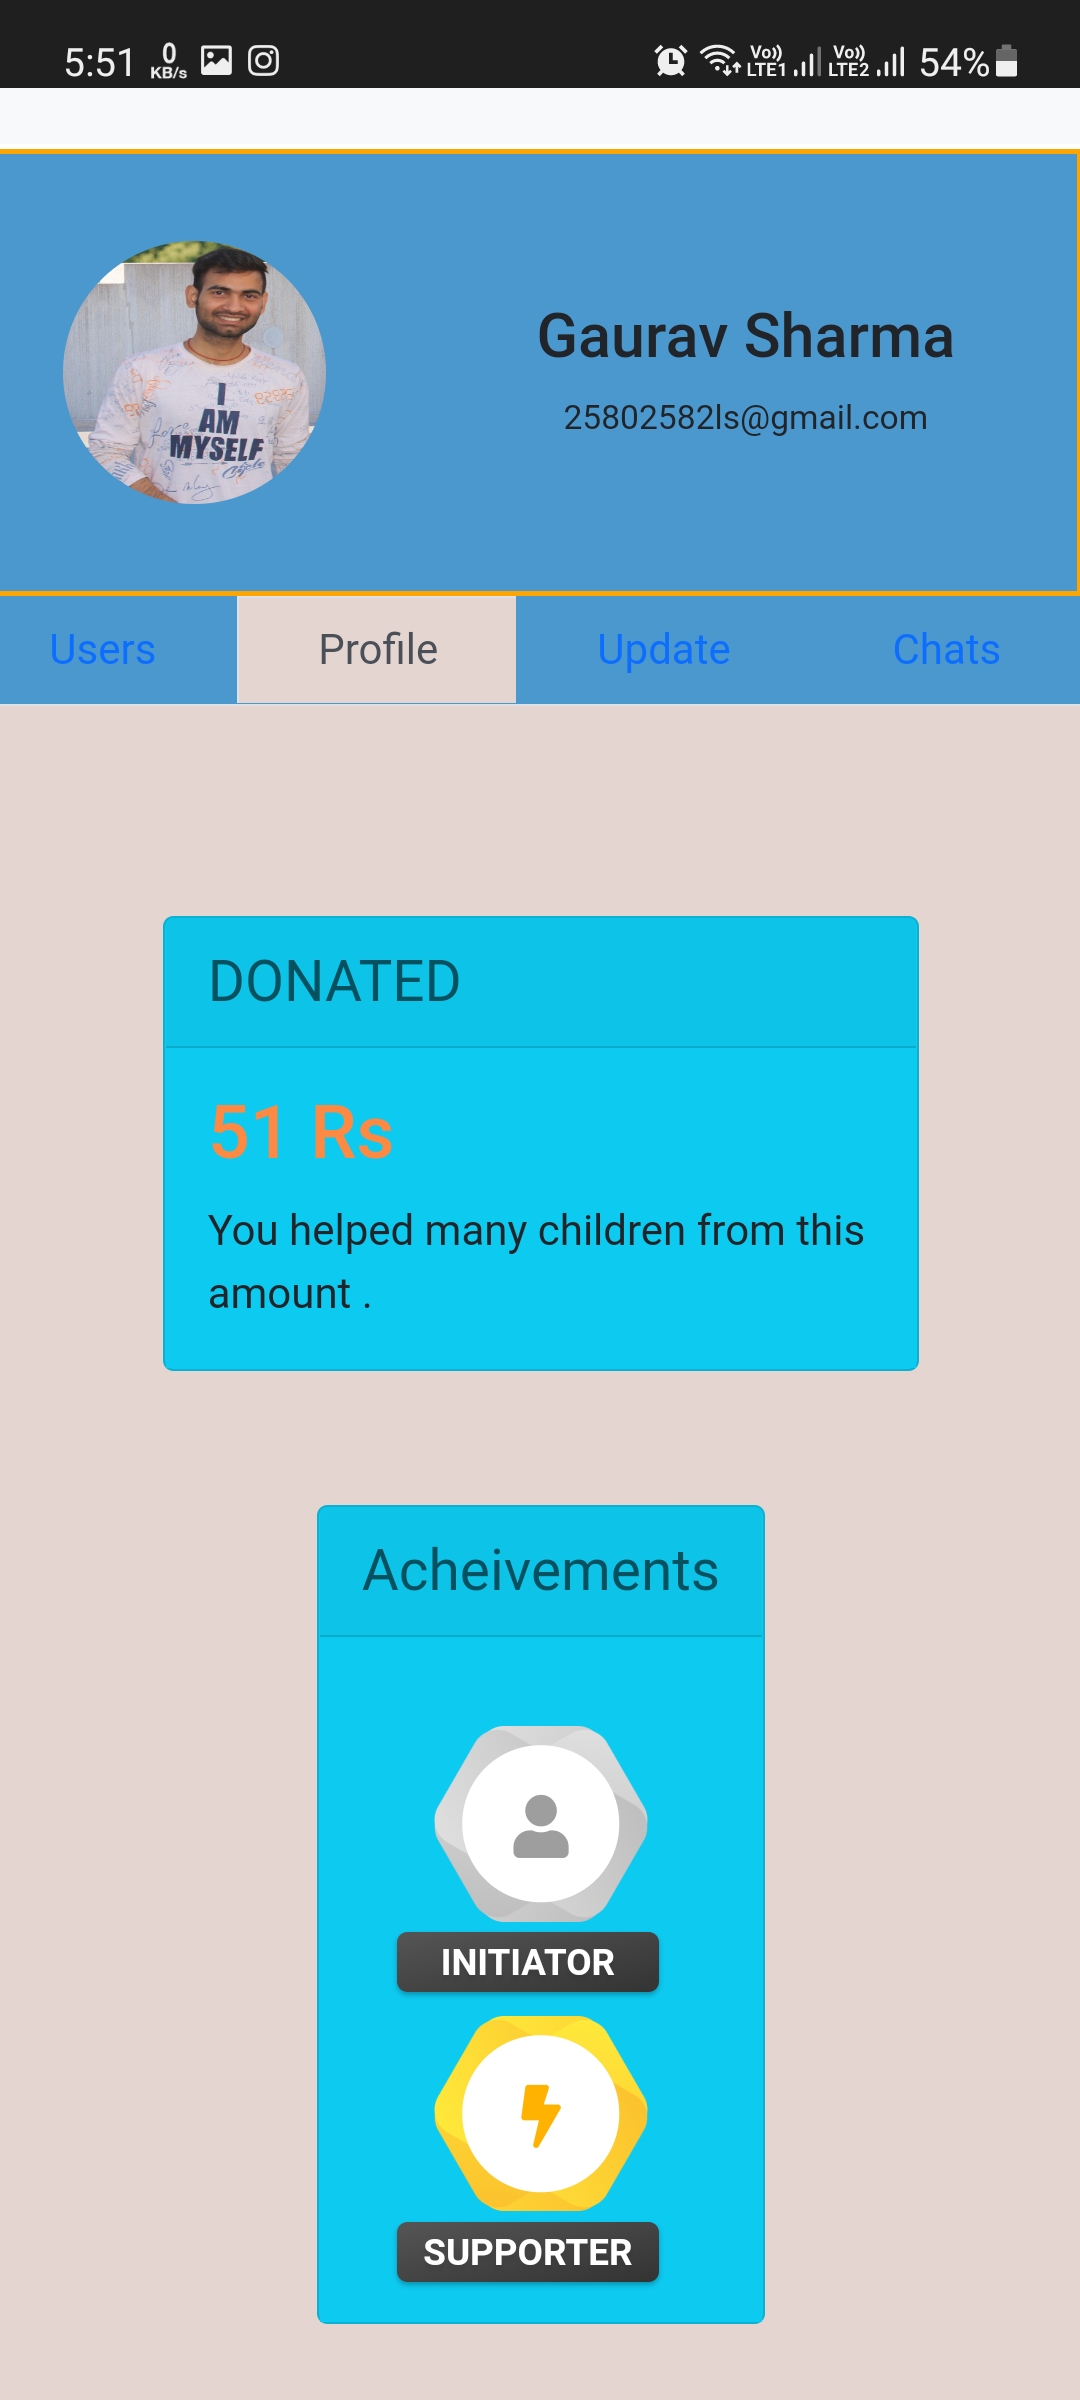 5:51 0 KB/s Vo)) LTE1 Vo)) LTE2 54%
Gaurav Sharma
25802582ls@gmail.com
I
AM
MYSELF
Users Profile Update Chats
DONATED
51 Rs
You helped many children from this
amount .
Acheivements
INITIATOR
SUPPORTER